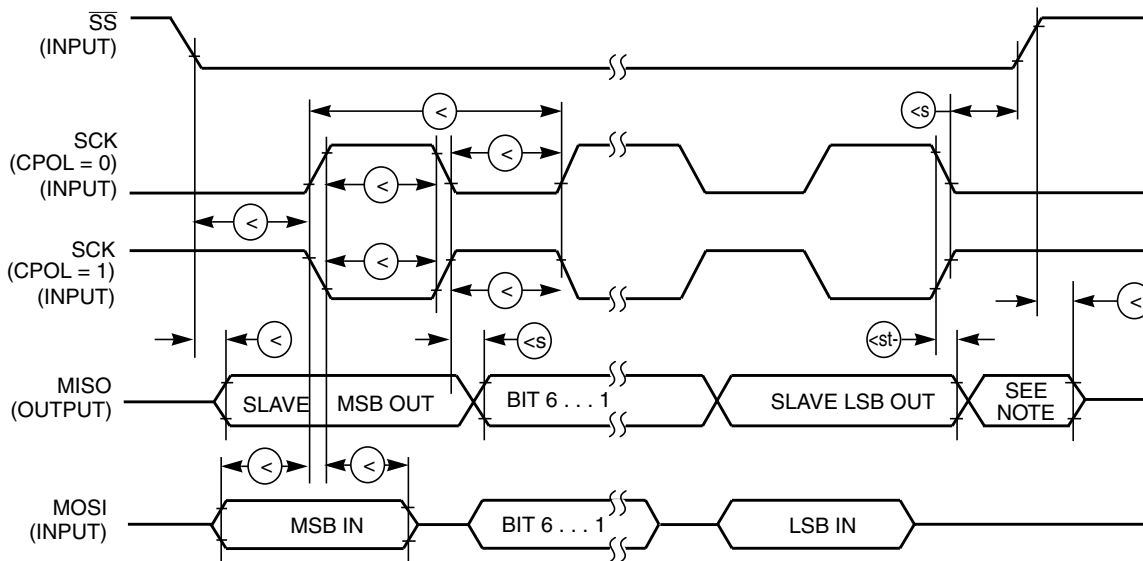 SS
(INPUT)
<
<s
SCK
(CPOL = 0)
(INPUT)
<
<
<
SCK
(CPOL = 1)
(INPUT)
<
<
<
<
<s
<st-
MISO
(OUTPUT)
SLAVE MSB OUT
BIT 6 . . . 1
SLAVE LSB OUT
SEE
NOTE
<
<
MOSI
(INPUT)
MSB IN
BIT 6 . . . 1
LSB IN